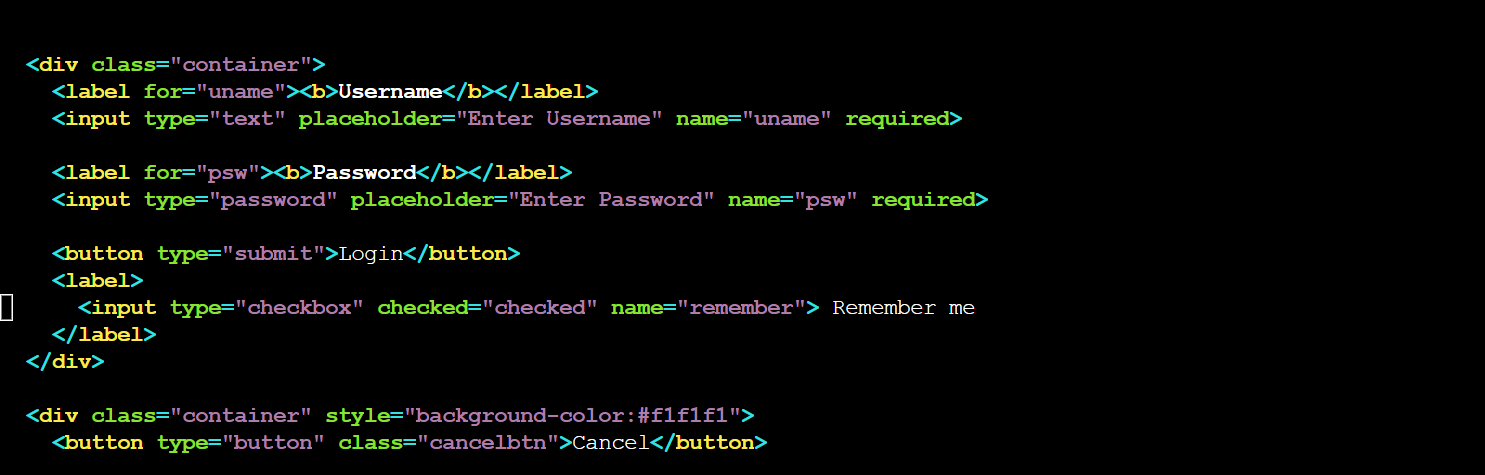 <div class="container">
<label for="uname"><b>Username</b></label>
<input type="text" placeholder="Enter Username" name="uname" required>
<label for="psw"><b>Password</b></label>
<input type="password" placeholder="Enter Password" name="psw" required>
<button type="submit">Login</button>
<label>
<input type="checkbox" checked="checked" name="remember"> Remember me
</label>
</div>
<div class="container" style="background-color:#f1f1f1">
<button type="button" class="cancelbtn">Cancel</button>